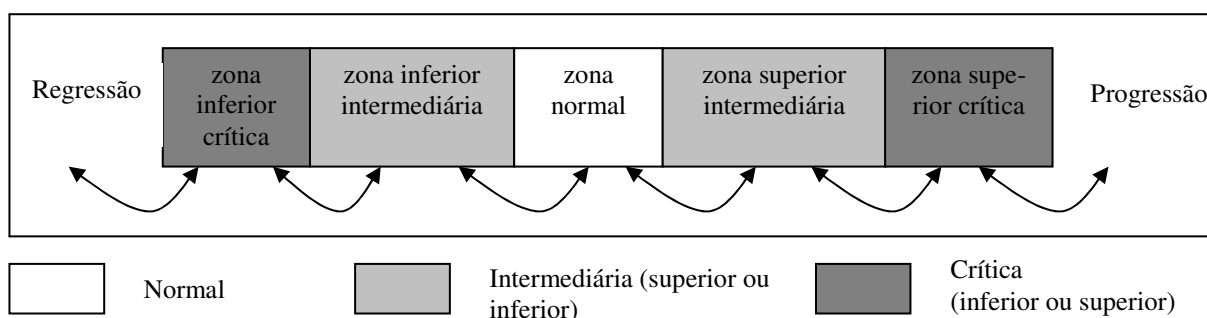 Regressão
zona
inferior
crítica
zona inferior
intermediária
zona
normal
zona superior
intermediária
zona supe-
rior crítica
Progressão
Normal
Intermediária (superior ou
inferior)
Crítica
(inferior ou superior)